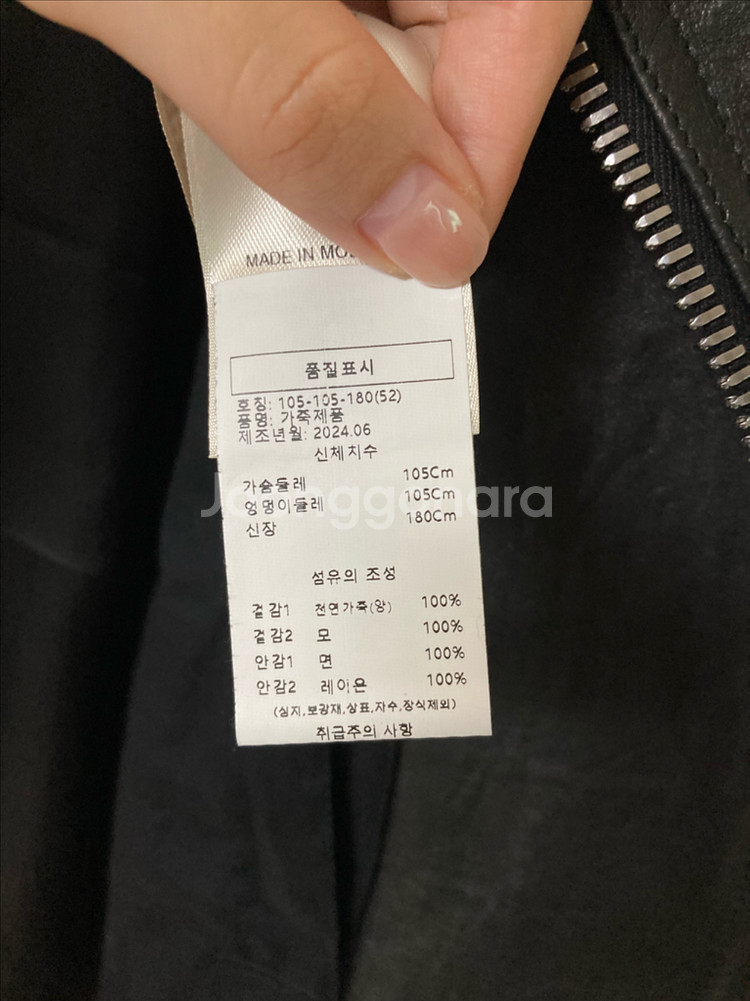 MADE IN MOL
품질표시
호칭: 105-105-180(52)
품명: 가죽제품
제조년월: 2024.06
신체치수
가슴둘레 105Cm
엉덩이둘레 105Cm
신장 180Cm
Joonggonara
섬유의 조성
겉감1 천연가죽(양) 100%
겉감2 모 100%
안감1 면 100%
안감2 레이온 100%
(심지,보강재,상표,자수,장식제외)
취급주의 사항